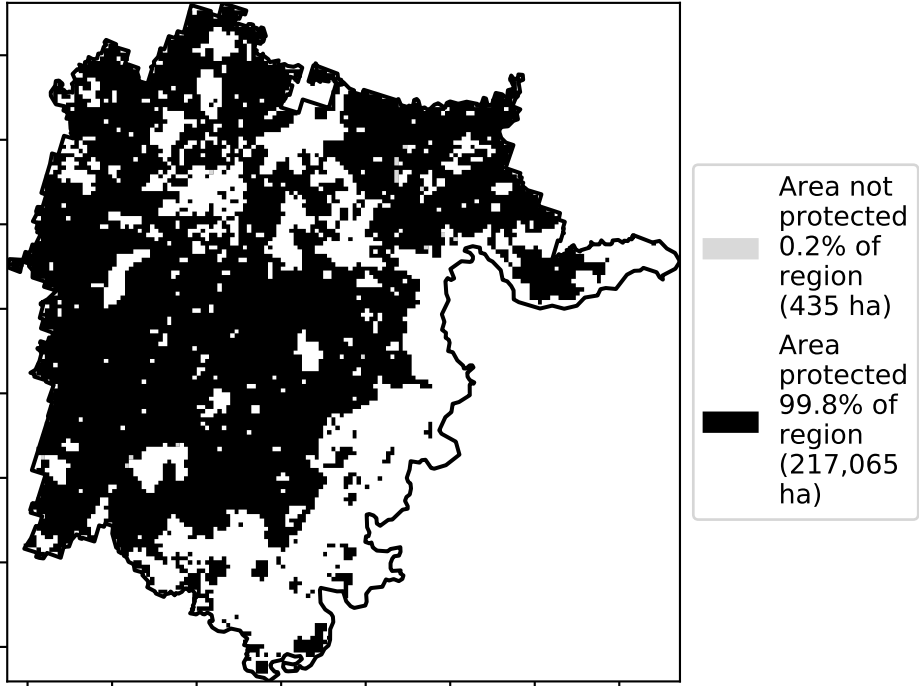 Area not
protected
0.2% of
region
(435 ha)
Area
protected
99.8% of
region
(217,065
ha)